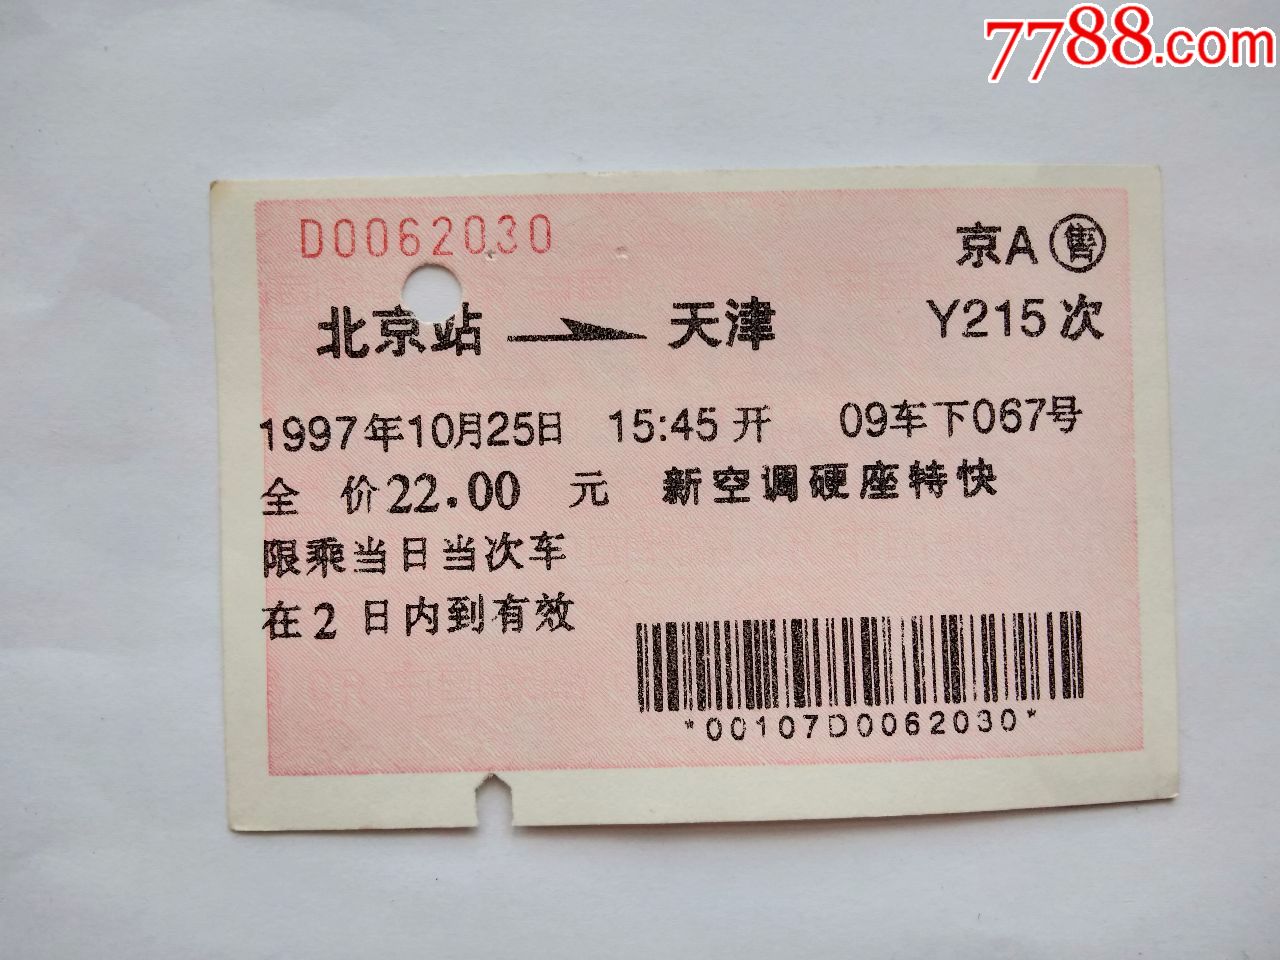 7788.com
D0062030
京A 售
北京站 天津 Y215次
1997年10月25日 15:45开 09车下067号
全 价22.00 元 新空调硬座特快
限乘当日当次车
在2日内到有效
*00107D0062030*